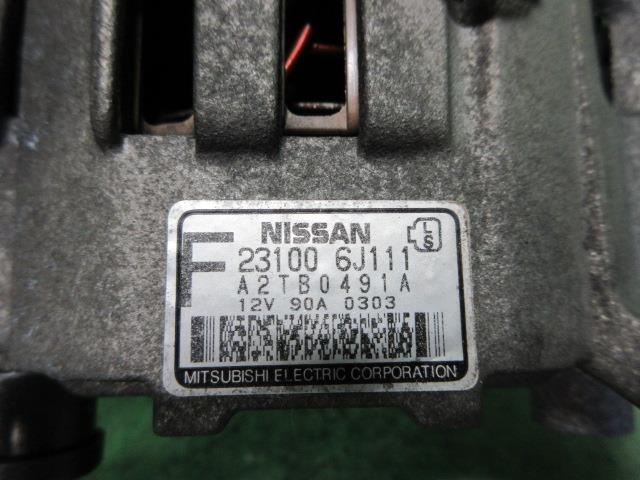 NISSAN
L
S
F
23100 6J111
A2TB0491A
12V 90A 0303
MITSUBISHI ELECTRIC CORPORATION